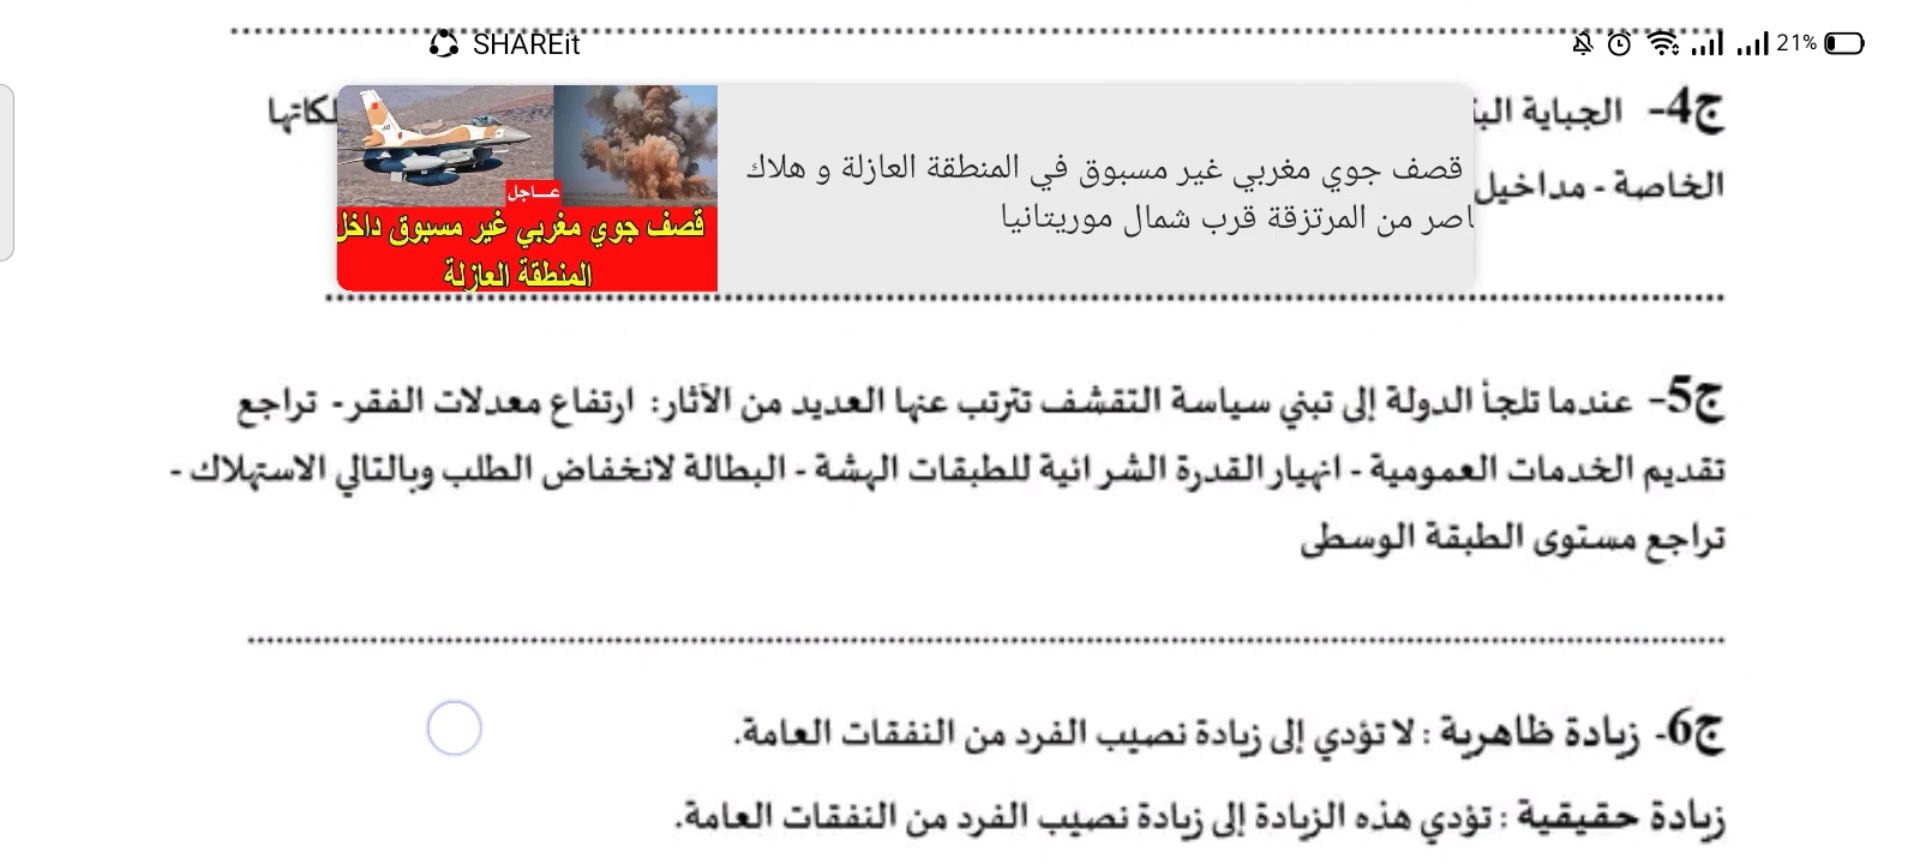 SHAREit
21%
ج4- الجباية
لكاتها
الخاصة - مداخيل
قصف جوي مغربي غير مسبوق في المنطقة العازلة و هلاك
من المرتزقة قرب شمال موريتانيا
عــاجل
قصف جوي مغربي غير مسبوق داخل
المنطقة العازلة
ج5- عندما تلجأ الدولة إلى تبني سياسة التقشف تترتب عنها العديد من الآثار: ارتفاع معدلات الفقر- تراجع
تقديم الخدمات العمومية - انهيار القدرة الشرائية للطبقات الهشة - البطالة لانخفاض الطلب وبالتالي الاستهلاك -
تراجع مستوى الطبقة الوسطى
ج6- زيادة ظاهرية : لا تؤدي إلى زيادة نصيب الفرد من النفقات العامة.
زيادة حقيقية : تؤدي هذه الزيادة إلى زيادة نصيب الفرد من النفقات العامة.